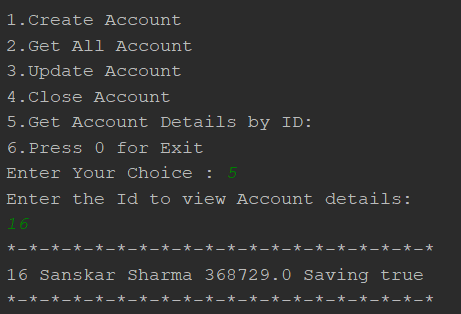 1.Create Account
2.Get All Account
3.Update Account
4.Close Account
5.Get Account Details by ID:
6.Press 0 for Exit
Enter Your Choice : 5
Enter the Id to view Account details:
16
*-*-*-*-*-*-*-*-*-*-*-*-*-*-*-*-*-*-*-*
16 Sanskar Sharma 368729.0 Saving true
*-*-*-*-*-*-*-*-*-*-*-*-*-*-*-*-*-*-*-*